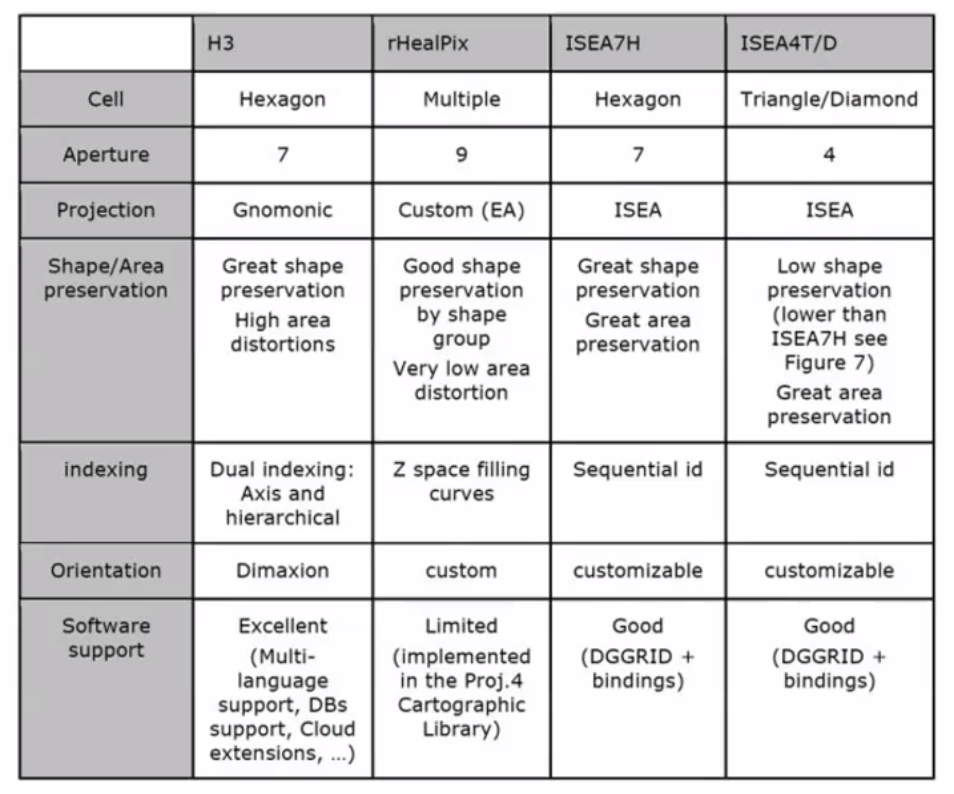 H3 rHealPix ISEA7H ISEA4T/D
Cell Hexagon Multiple Hexagon Triangle/Diamond
Aperture 7 9 7 4
Projection Gnomonic Custom (EA) ISEA ISEA
Shape/Area
preservation
Great shape
preservation
High area
distortions
Good shape
preservation
by shape
group
Very low area
distortion
Great shape
preservation
Great area
preservation
Low shape
preservation
(lower than
ISEA7H see
Figure 7)
Great area
preservation
indexing
Dual indexing:
Axis and
hierarchical
Z space filling
curves
Sequential id
Sequential id
Orientation Dimaxion custom customizable customizable
Software
support
Excellent
(Multi-
language
support, DBs
support, Cloud
extensions, ...)
Limited
(implemented
in the Proj.4
Cartographic
Library)
Good
(DGGRID +
bindings)
Good
(DGGRID +
bindings)